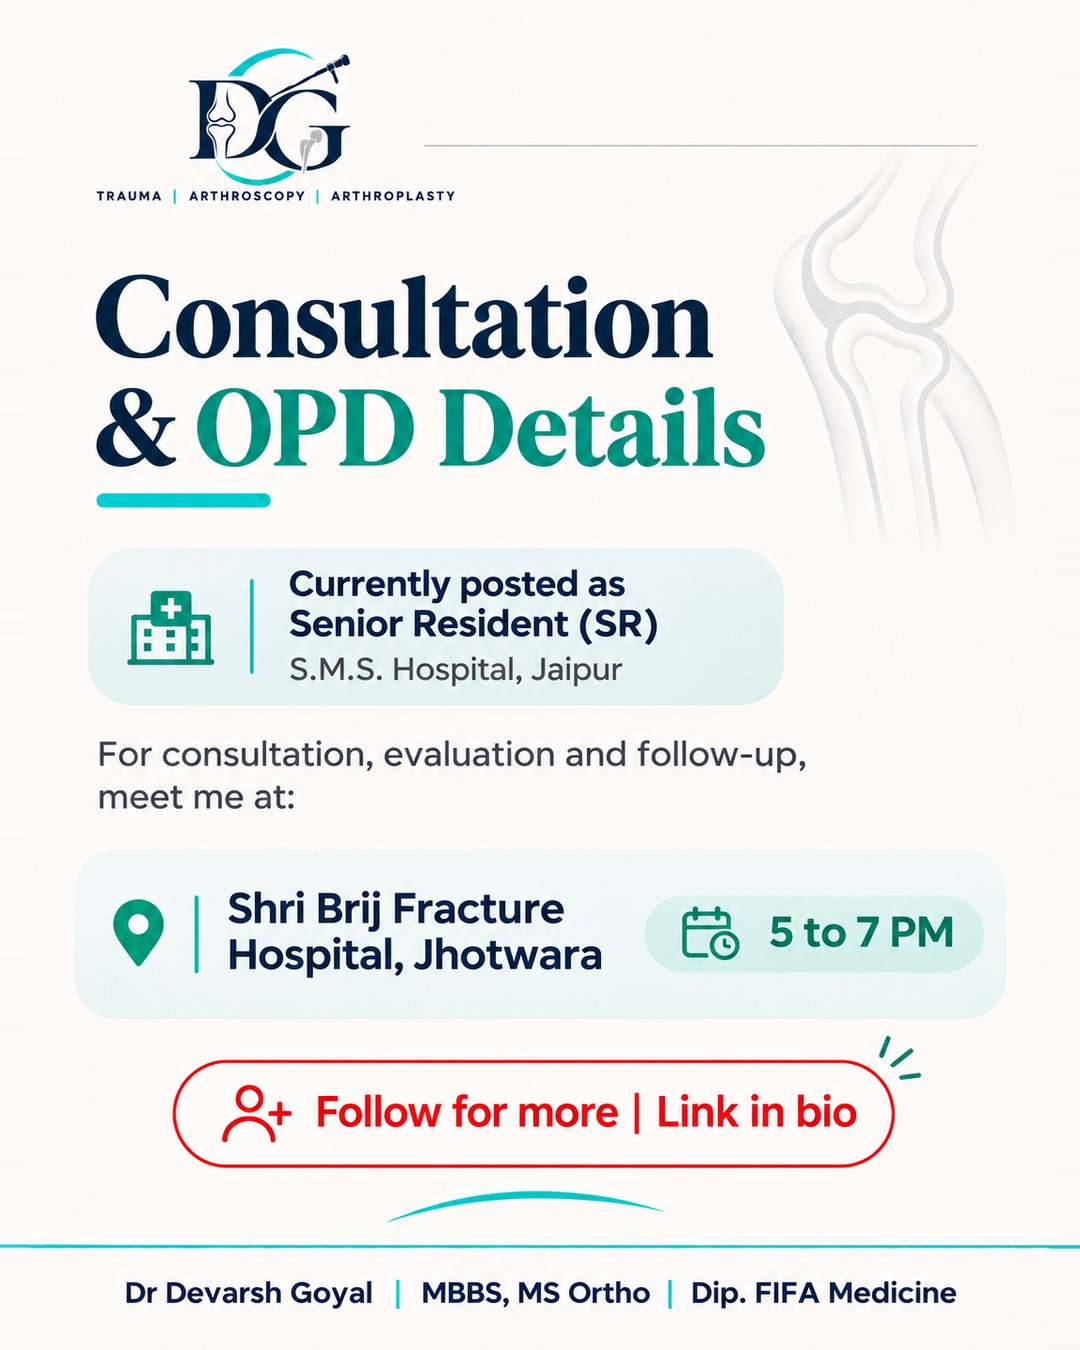 DG
TRAUMA | ARTHROSCOPY | ARTHROPLASTY
Consultation
& OPD Details
Currently posted as
Senior Resident (SR)
S.M.S. Hospital, Jaipur
For consultation, evaluation and follow-up,
meet me at:
Shri Brij Fracture
Hospital, Jhotwara
5 to 7 PM
Follow for more | Link in bio
Dr Devarsh Goyal | MBBS, MS Ortho | Dip. FIFA Medicine